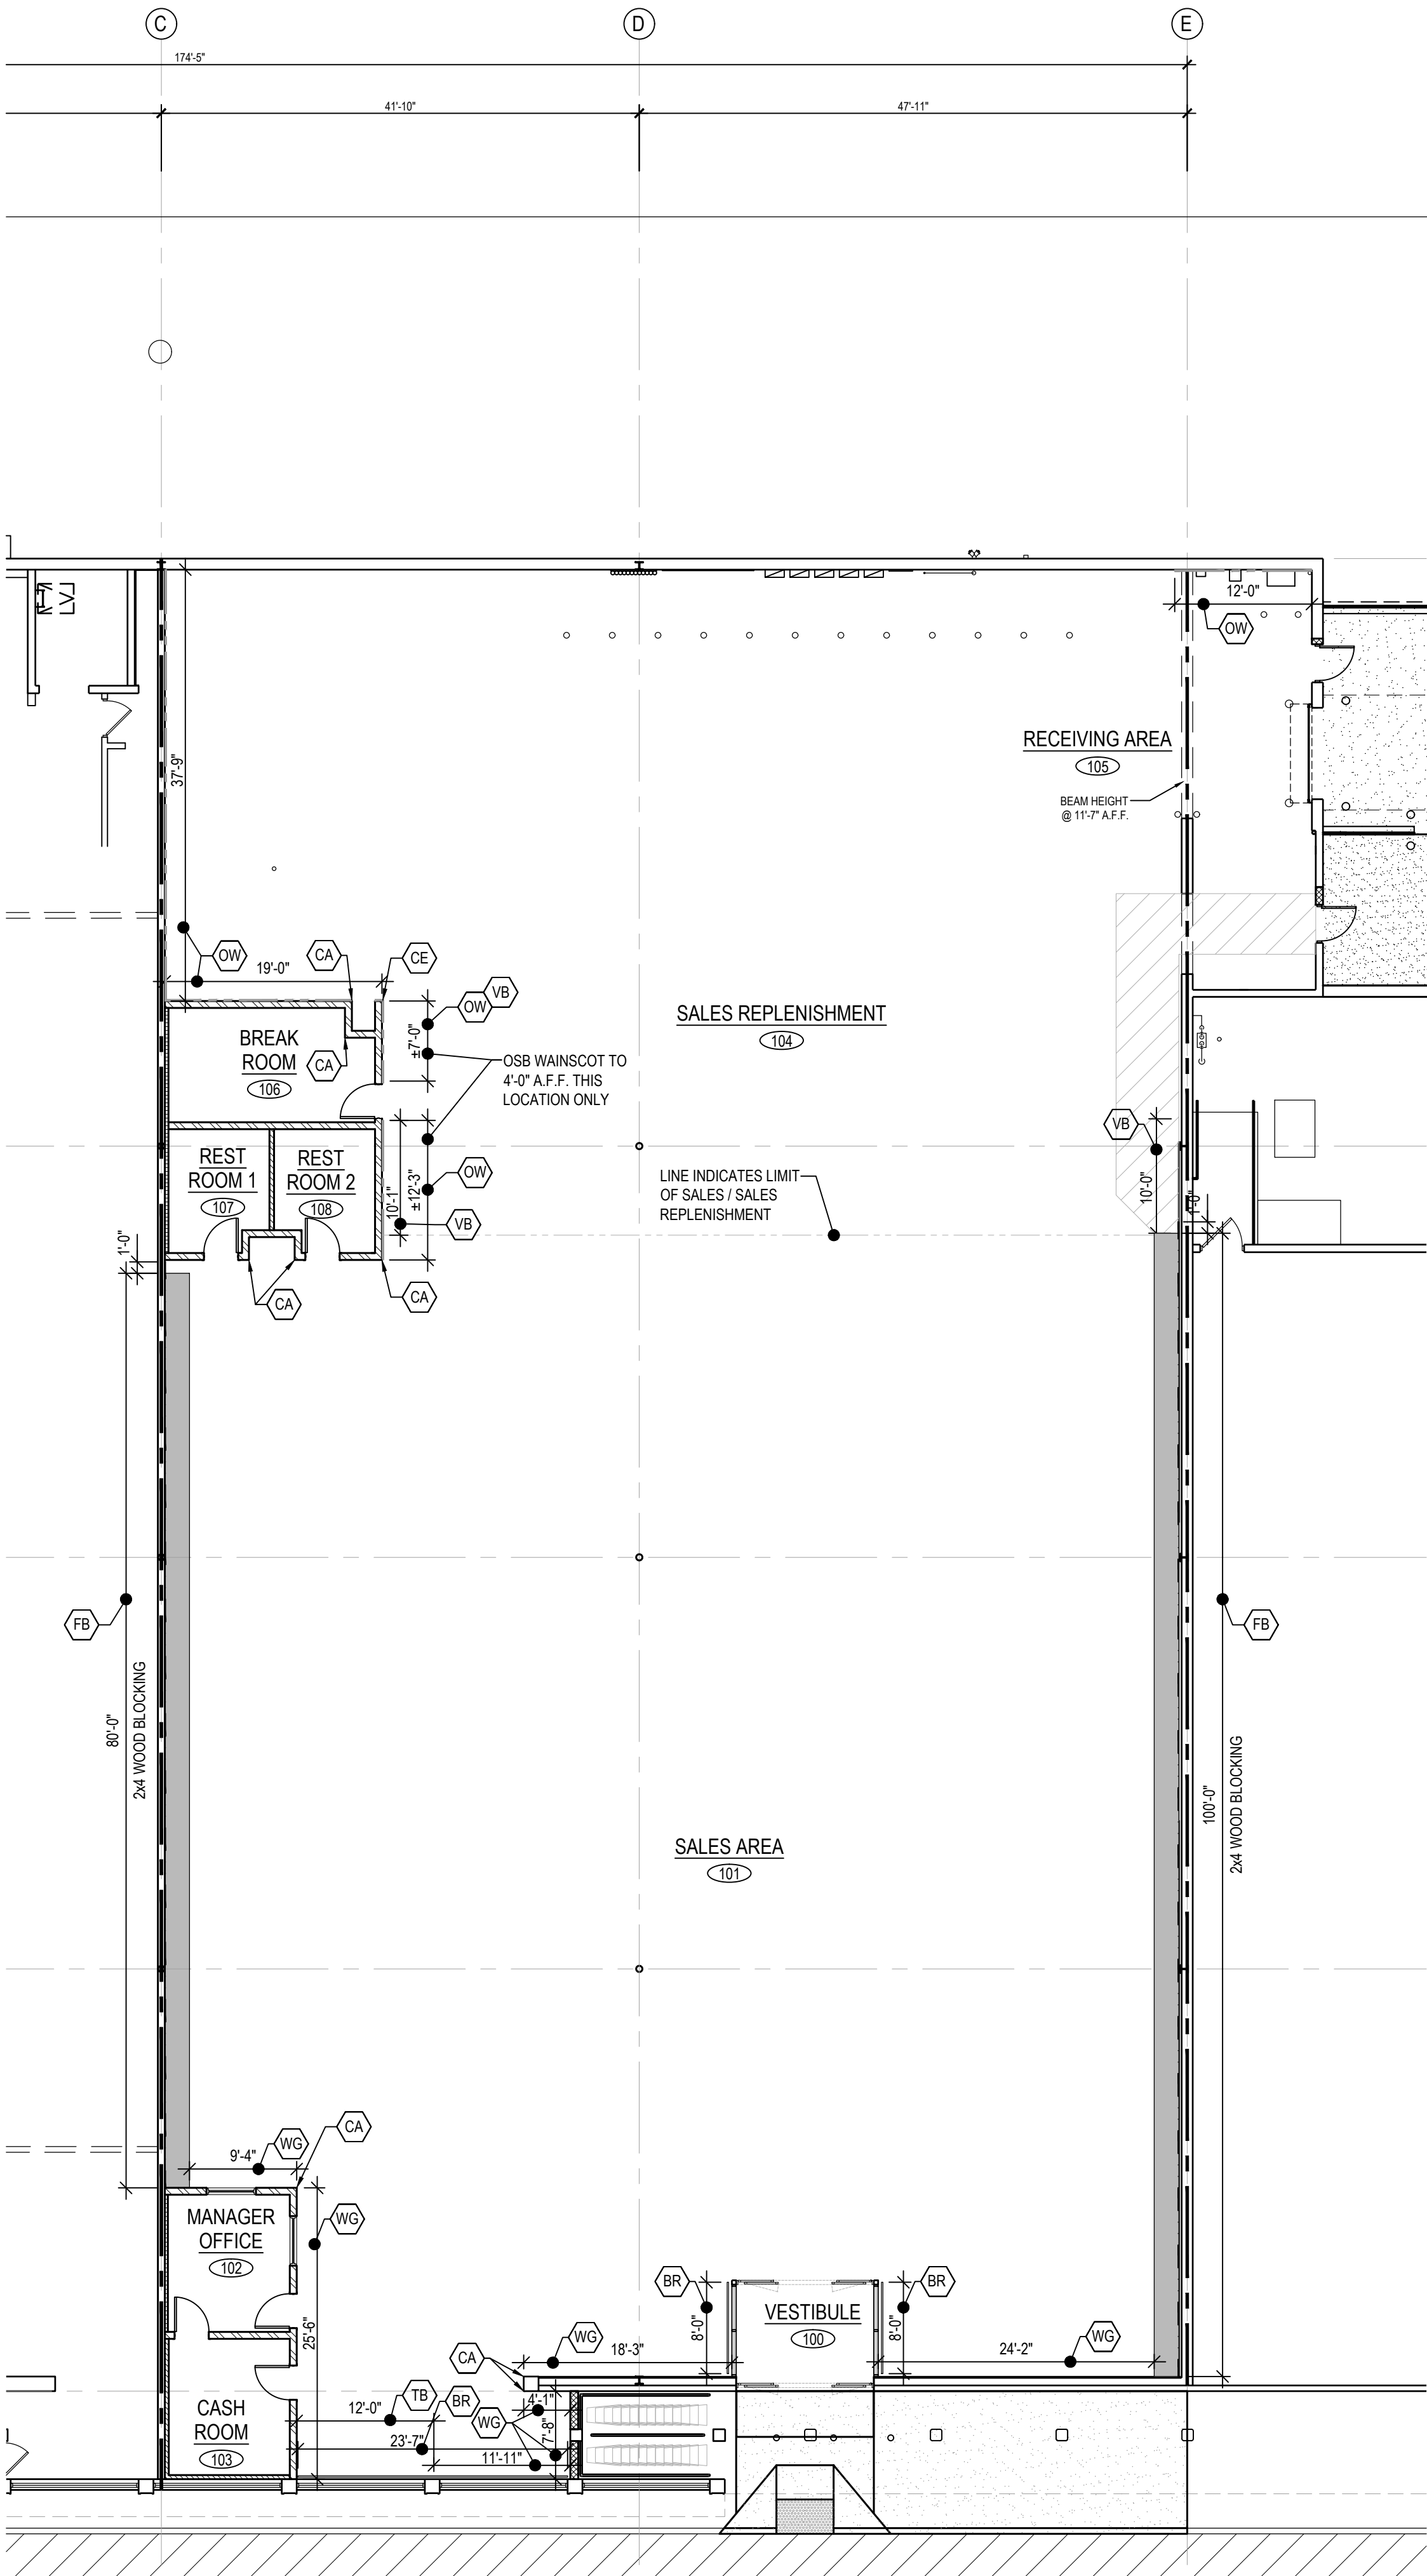 C
D
E
174'-5"
41'-10"
47'-11"
12'-0"
OW
37'-9"
RECEIVING AREA
105
BEAM HEIGHT
@ 11'-7" A.F.F.
OW
CA
CE
19'-0"
VB
OW
±7'-0"
SALES REPLENISHMENT
104
BREAK
ROOM
106
CA
OSB WAINSCOT TO
4'-0" A.F.F. THIS
LOCATION ONLY
VB
REST
ROOM 1
107
REST
ROOM 2
108
10'-1"
±12'-3"
OW
VB
LINE INDICATES LIMIT
OF SALES / SALES
REPLENISHMENT
10'-0"
1'-0"
1'-0"
CA
CA
FB
FB
80'-0"
2x4 WOOD BLOCKING
100'-0"
2x4 WOOD BLOCKING
SALES AREA
101
CA
WG
9'-4"
MANAGER
OFFICE
102
WG
25'-6"
BR
8'-0"
VESTIBULE
100
8'-0"
BR
WG
18'-3"
24'-2"
WG
CA
CASH
ROOM
103
12'-0"
TB
BR
23'-7"
WG
4'-1"
7'-8"
11'-11"